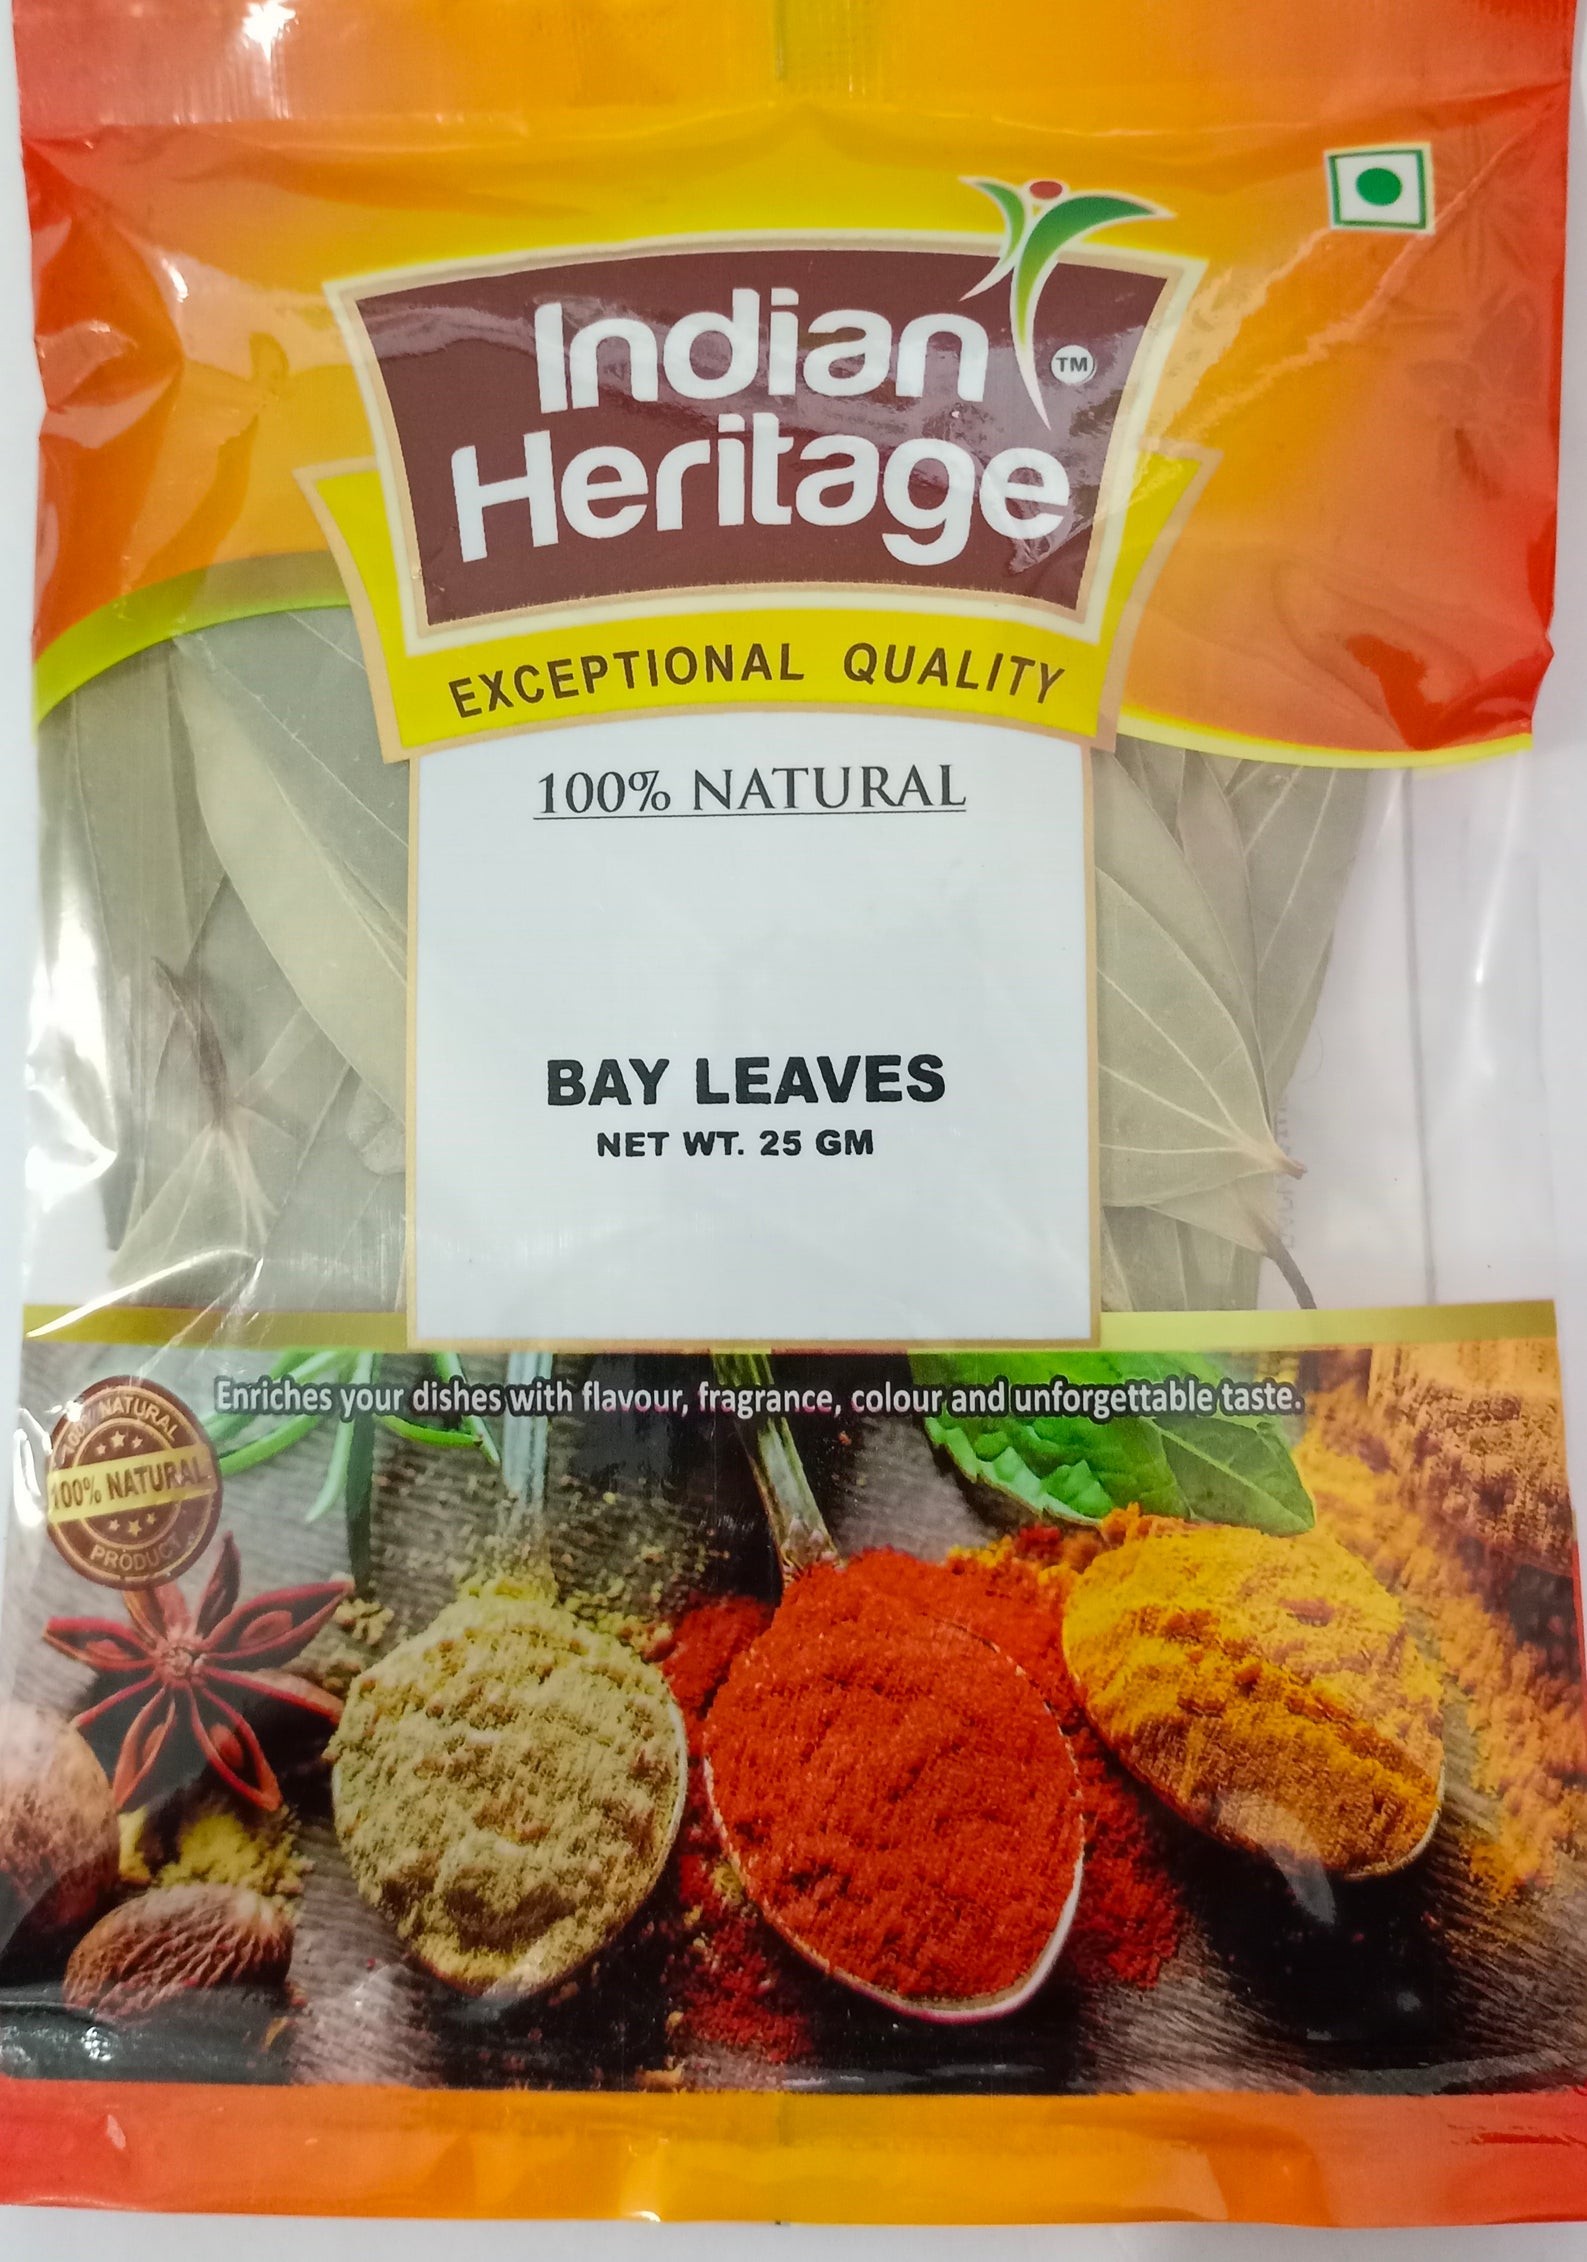 Indian
TM
Heritage
EXCEPTIONAL QUALITY
100% NATURAL
BAY LEAVES
NET WT. 25 GM
Enriches your dishes with flavour, fragrance, colour and unforgettable taste.
100% NATURAL
100% NATURAL
PRODUCT